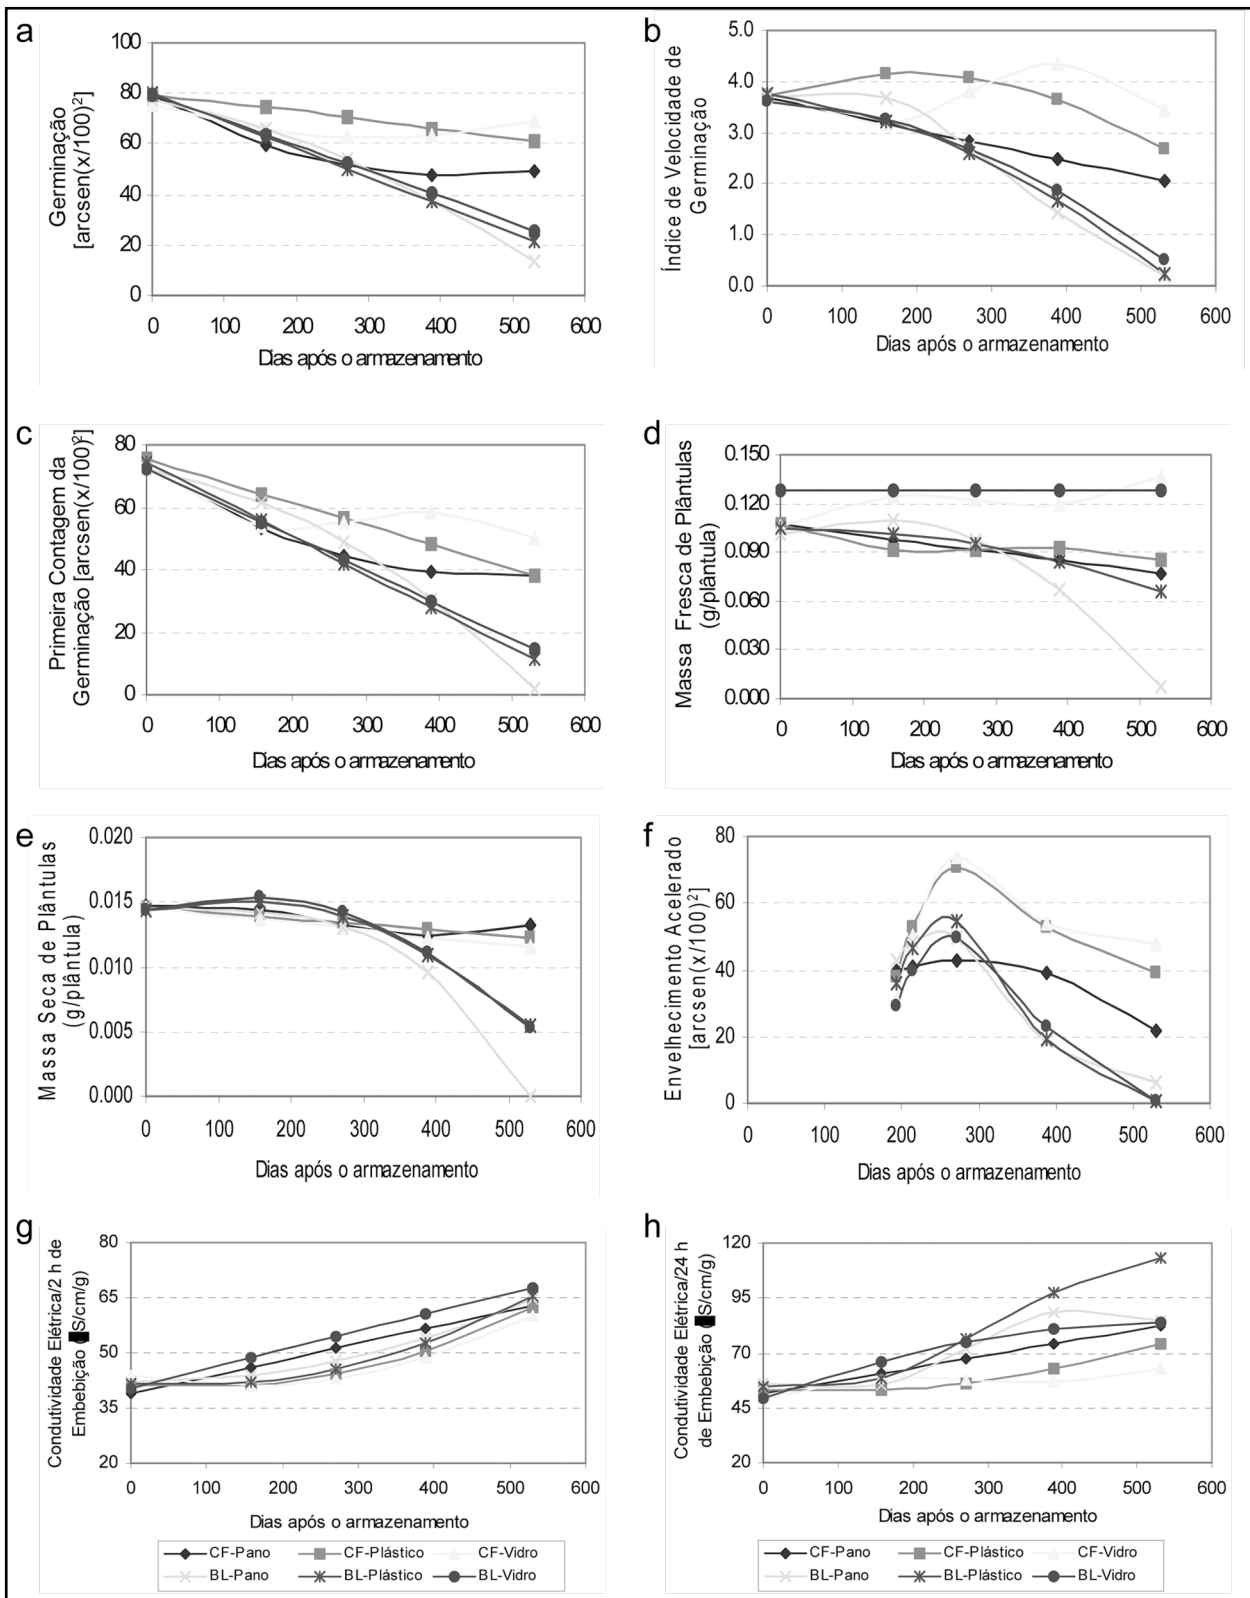 a
100
80
60
40
20
0
Germinação
[arcsen(x/100)²]
0 100 200 300 400 500 600
Dias após o armazenamento
b
5.0
4.0
3.0
2.0
1.0
0.0
Índice de Velocidade de
Germinação
0 100 200 300 400 500 600
Dias após o armazenamento
c
80
60
40
20
0
Primeira Contagem da
Germinação [arcsen(x/100)²]
0 100 200 300 400 500 600
Dias após o armazenamento
d
0.150
0.120
0.090
0.060
0.030
0.000
Massa Fresca de Plântulas
(g/plântula)
0 100 200 300 400 500 600
Dias após o armazenamento
e
0.020
0.015
0.010
0.005
0.000
Massa Seca de Plântulas
(g/plântula)
0 100 200 300 400 500 600
Dias após o armazenamento
f
80
60
40
20
0
Envelhecimento Acelerado
[arcsen(x/100)²]
0 100 200 300 400 500 600
Dias após o armazenamento
g
80
65
50
35
20
Condutividade Elétrica/2 h de
Embebição S/cm/g)
0 100 200 300 400 500 600
Dias após o armazenamento
CF-Pano CF-Plástico CF-Vidro
BL-Pano BL-Plástico BL-Vidro
h
120
95
70
45
20
Condutividade Elétrica/24 h
de Embebição S/cm/g)
0 100 200 300 400 500 600
Dias após o armazenamento
CF-Pano CF-Plástico CF-Vidro
BL-Pano BL-Plástico BL-Vidro